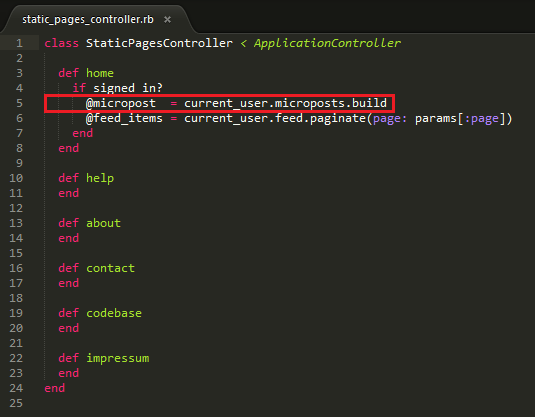 static_pages_controller.rb ×
1 class StaticPagesController < ApplicationController
2
3 def home
4 if signed in?
5 @micropost = current_user.microposts.build
6 @feed_items = current_user.feed.paginate(page: params[:page])
7 end
8 end
9
10 def help
11 end
12
13 def about
14 end
15
16 def contact
17 end
18
19 def codebase
20 end
21
22 def impressum
23 end
24 end
25